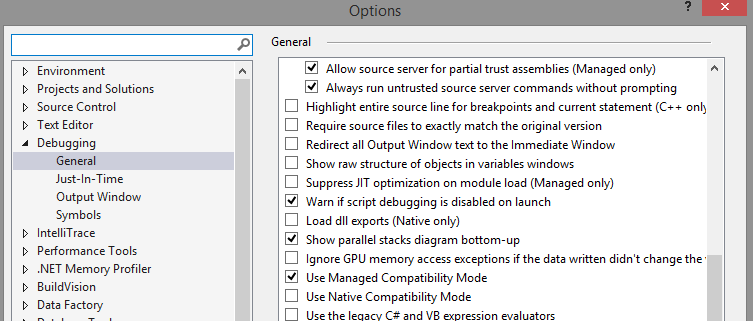 Options
?
General
Environment
Projects and Solutions
Source Control
Text Editor
Debugging
General
Just-In-Time
Output Window
Symbols
IntelliTrace
Performance Tools
.NET Memory Profiler
BuildVision
Data Factory
Allow source server for partial trust assemblies (Managed only)
Always run untrusted source server commands without prompting
Highlight entire source line for breakpoints and current statement (C++ only
Require source files to exactly match the original version
Redirect all Output Window text to the Immediate Window
Show raw structure of objects in variables windows
Suppress JIT optimization on module load (Managed only)
Warn if script debugging is disabled on launch
Load dll exports (Native only)
Show parallel stacks diagram bottom-up
Ignore GPU memory access exceptions if the data written didn't change the
Use Managed Compatibility Mode
Use Native Compatibility Mode
Use the legacy C# and VB expression evaluators